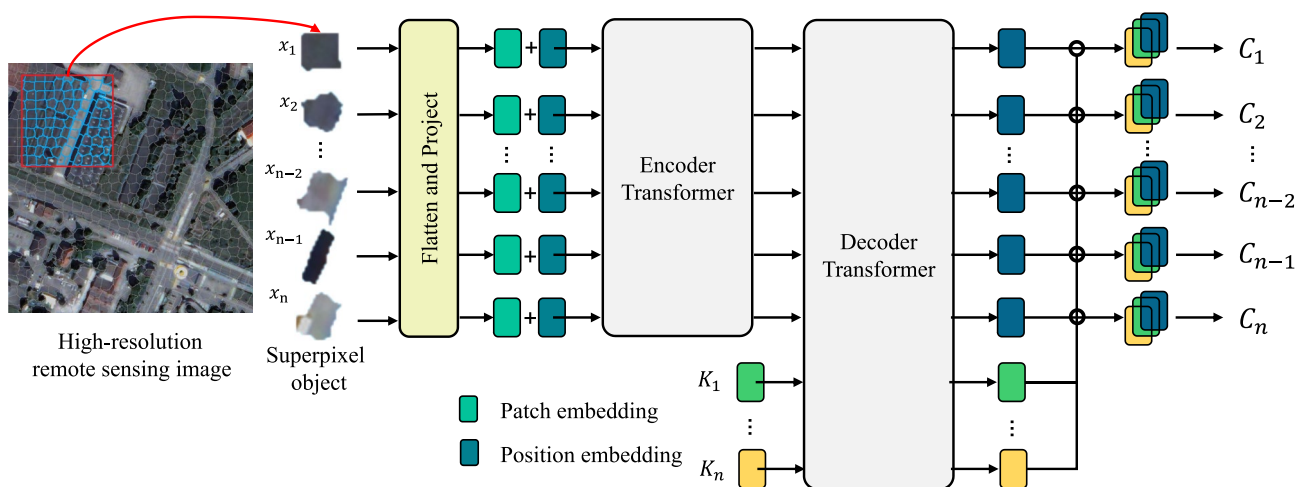 x₁
x₂
⋮
xₙ₋₂
xₙ₋₁
xₙ
High-resolution
remote sensing image
Superpixel
object
Flatten and Project
+
+
⋮ ⋮
+
+
+
Encoder
Transformer
Decoder
Transformer
K₁
⋮
Kₙ
Patch embedding
Position embedding
⋮
⋮
⋮
C₁
C₂
⋮
Cₙ₋₂
Cₙ₋₁
Cₙ